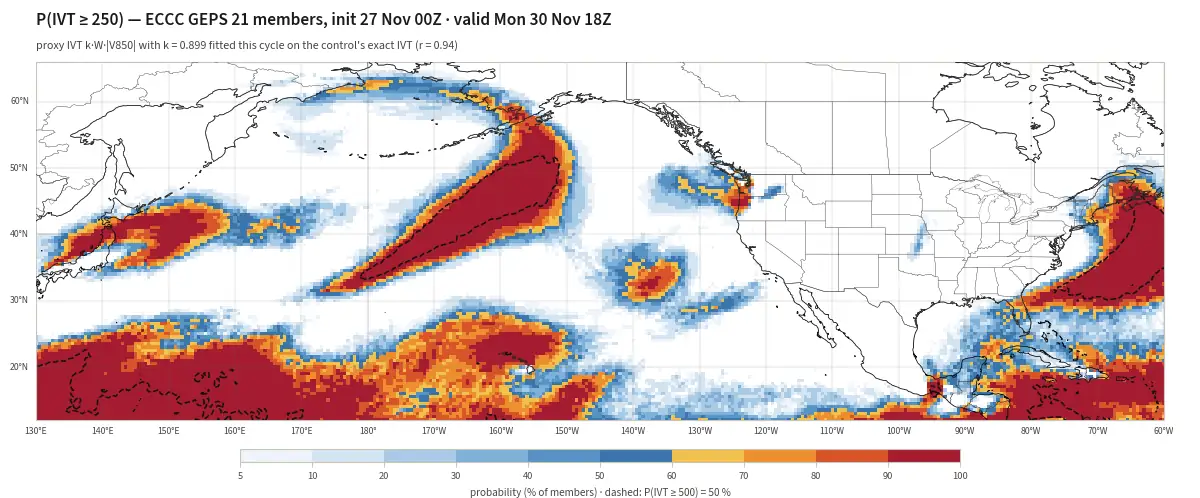 P(IVT ≥ 250) — ECCC GEPS 21 members, init 27 Nov 00Z · valid Mon 30 Nov 18Z
proxy IVT k·W·|V850| with k = 0.899 fitted this cycle on the control's exact IVT (r = 0.94)
60°N
50°N
40°N
30°N
20°N
130°E 140°E 150°E 160°E 170°E 180° 170°W 160°W 150°W 140°W 130°W 120°W 110°W 100°W 90°W 80°W 70°W 60°W
5 10 20 30 40 50 60 70 80 90 100
probability (% of members) · dashed: P(IVT ≥ 500) = 50 %